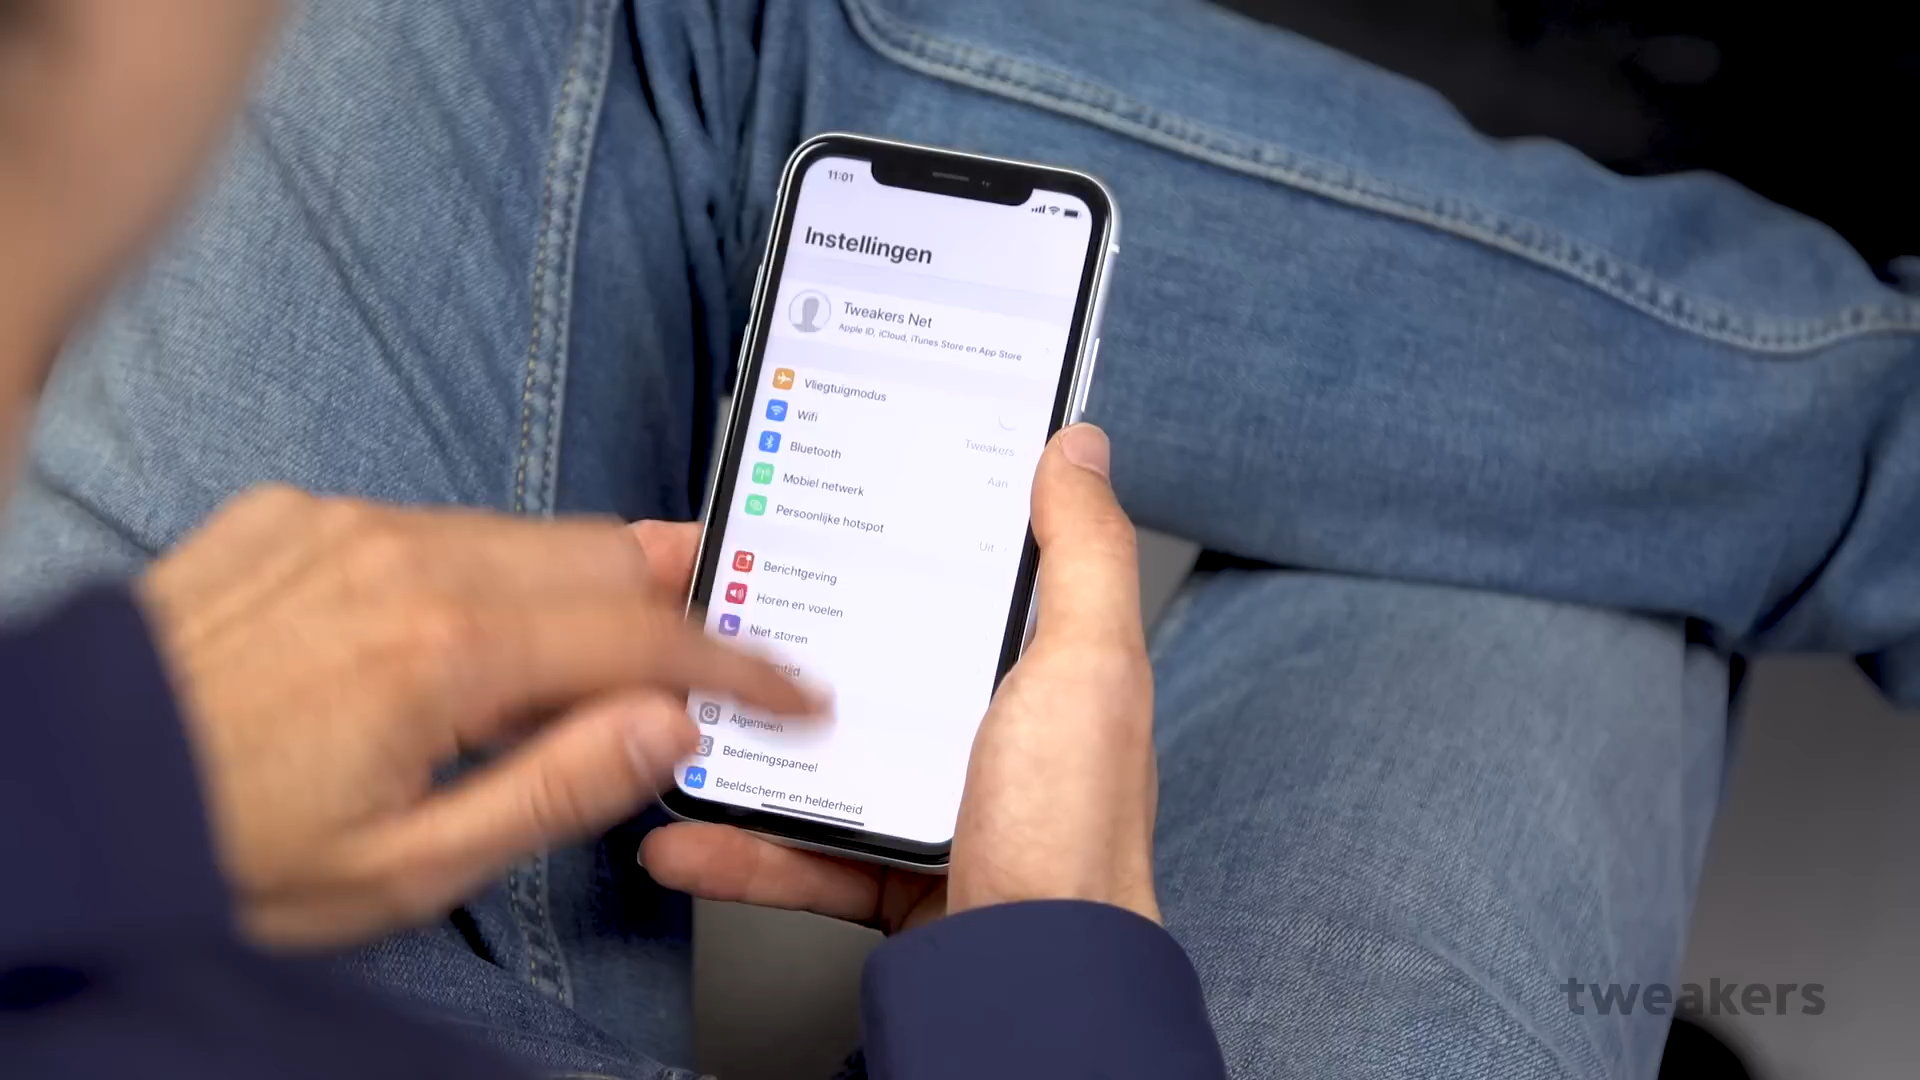 11:01
Instellingen
Tweakers Net
Apple ID, iCloud, iTunes Store en App Store
Vliegtuigmodus
Wifi
Tweakers
Bluetooth
Aan
Mobiel netwerk
Persoonlijke hotspot
Uit
Berichtgeving
Horen en voelen
Niet storen
Algemeen
Bedieningspaneel
AA
Beeldscherm en helderheid
tweakers